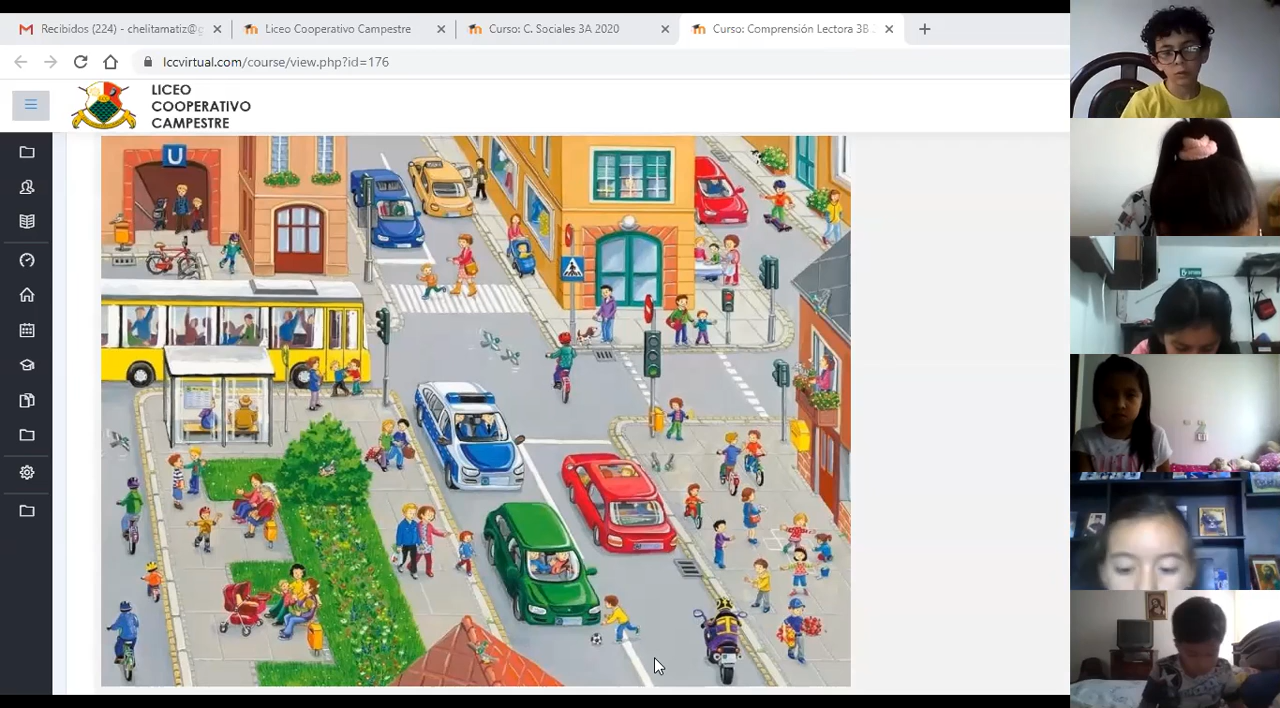 Recibidos (224) - chelitamatiz@g
Liceo Cooperativo Campestre
Curso: C. Sociales 3A 2020
Curso: Comprensión Lectora 3B 2
lccvirtual.com/course/view.php?id=176
LICEO
COOPERATIVO
CAMPESTRE
U